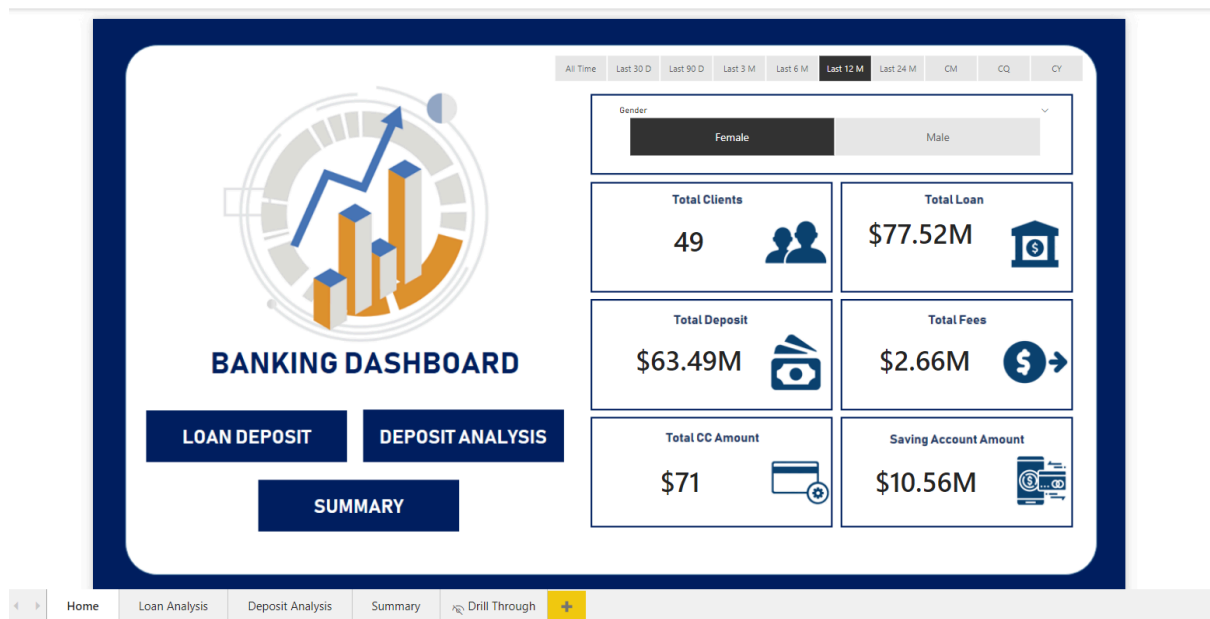 All Time Last 30 D Last 90 D Last 3 M Last 6 M Last 12 M Last 24 M CM CQ CY
Gender
Female Male
Total Clients
49
Total Loan
$77.52M
Total Deposit
$63.49M
Total Fees
$2.66M
Total CC Amount
$71
Saving Account Amount
$10.56M
BANKING DASHBOARD
LOAN DEPOSIT
DEPOSIT ANALYSIS
SUMMARY
Home Loan Analysis Deposit Analysis Summary Drill Through +